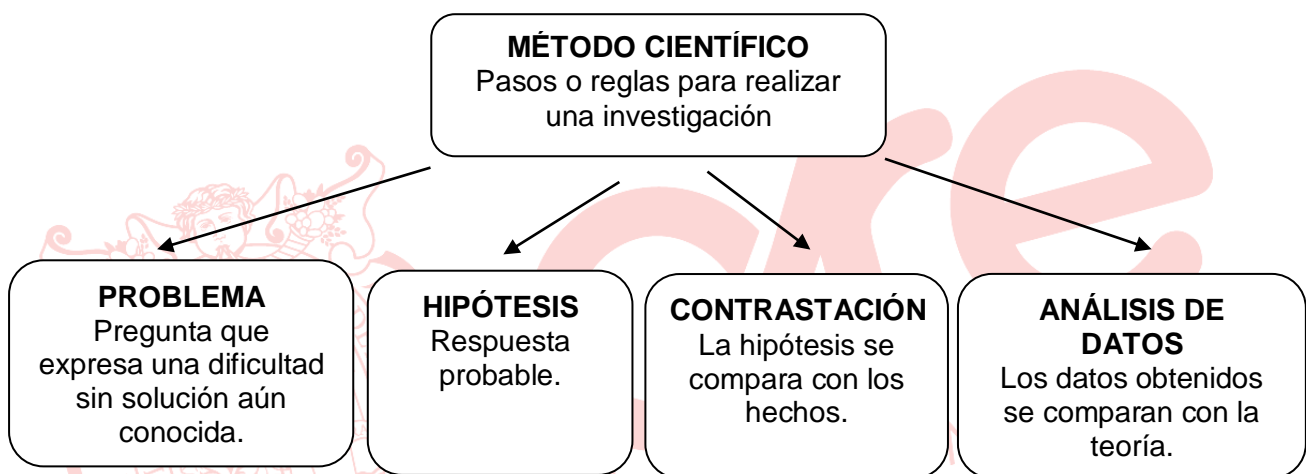 MÉTODO CIENTÍFICO
Pasos o reglas para realizar
una investigación
PROBLEMA
Pregunta que
expresa una dificultad
sin solución aún
conocida.
HIPÓTESIS
Respuesta
probable.
CONTRASTACIÓN
La hipótesis se
compara con los
hechos.
ANÁLISIS DE
DATOS
Los datos obtenidos
se comparan con la
teoría.